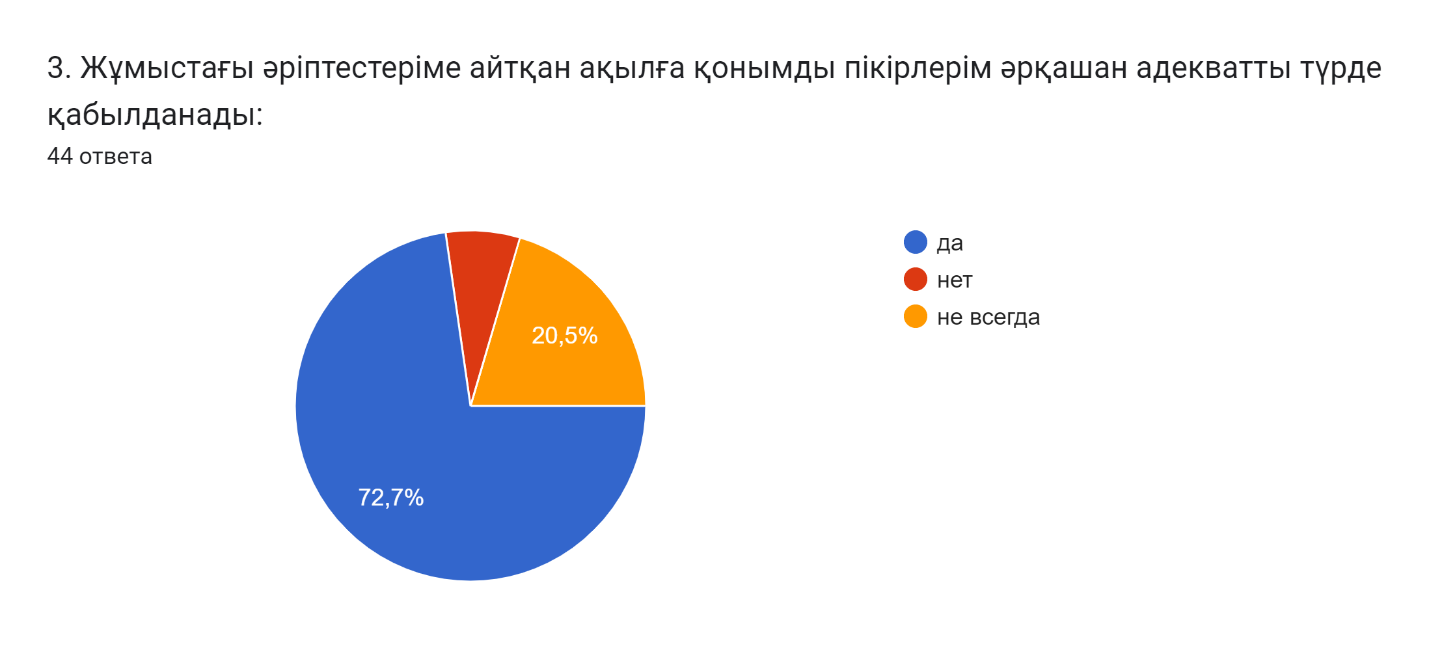 3. Жұмыстағы әріптестеріме айтқан ақылға қонымды пікірлерім әрқашан адекватты түрде
қабылданады:
44 ответа
да
нет
не всегда
20,5%
72,7%